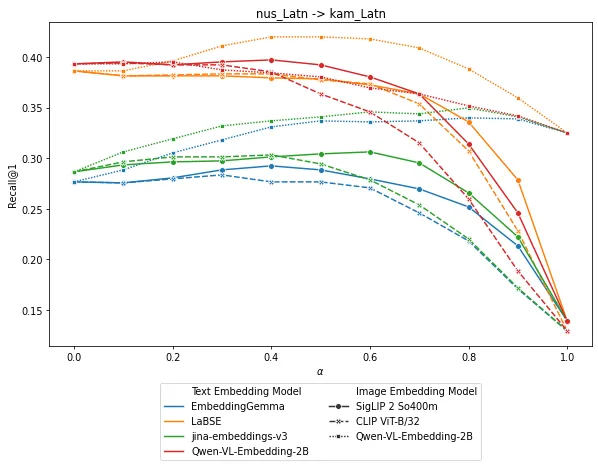 nus_Latn -> kam_Latn
Recall@1
0.40
0.35
0.30
0.25
0.20
0.15
0.0 0.2 0.4 0.6 0.8 1.0
α
Text Embedding Model
EmbeddingGemma
LaBSE
jina-embeddings-v3
Qwen-VL-Embedding-2B
Image Embedding Model
SigLIP 2 So400m
CLIP ViT-B/32
Qwen-VL-Embedding-2B